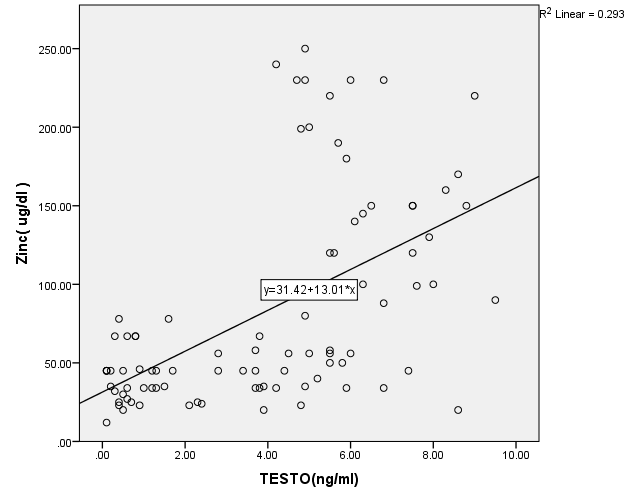 R2 Linear = 0.293
250.00
200.00
150.00
100.00
50.00
.00
Zinc( ug/dl )
y=31.42+13.01*x
.00 2.00 4.00 6.00 8.00 10.00
TESTO(ng/ml)